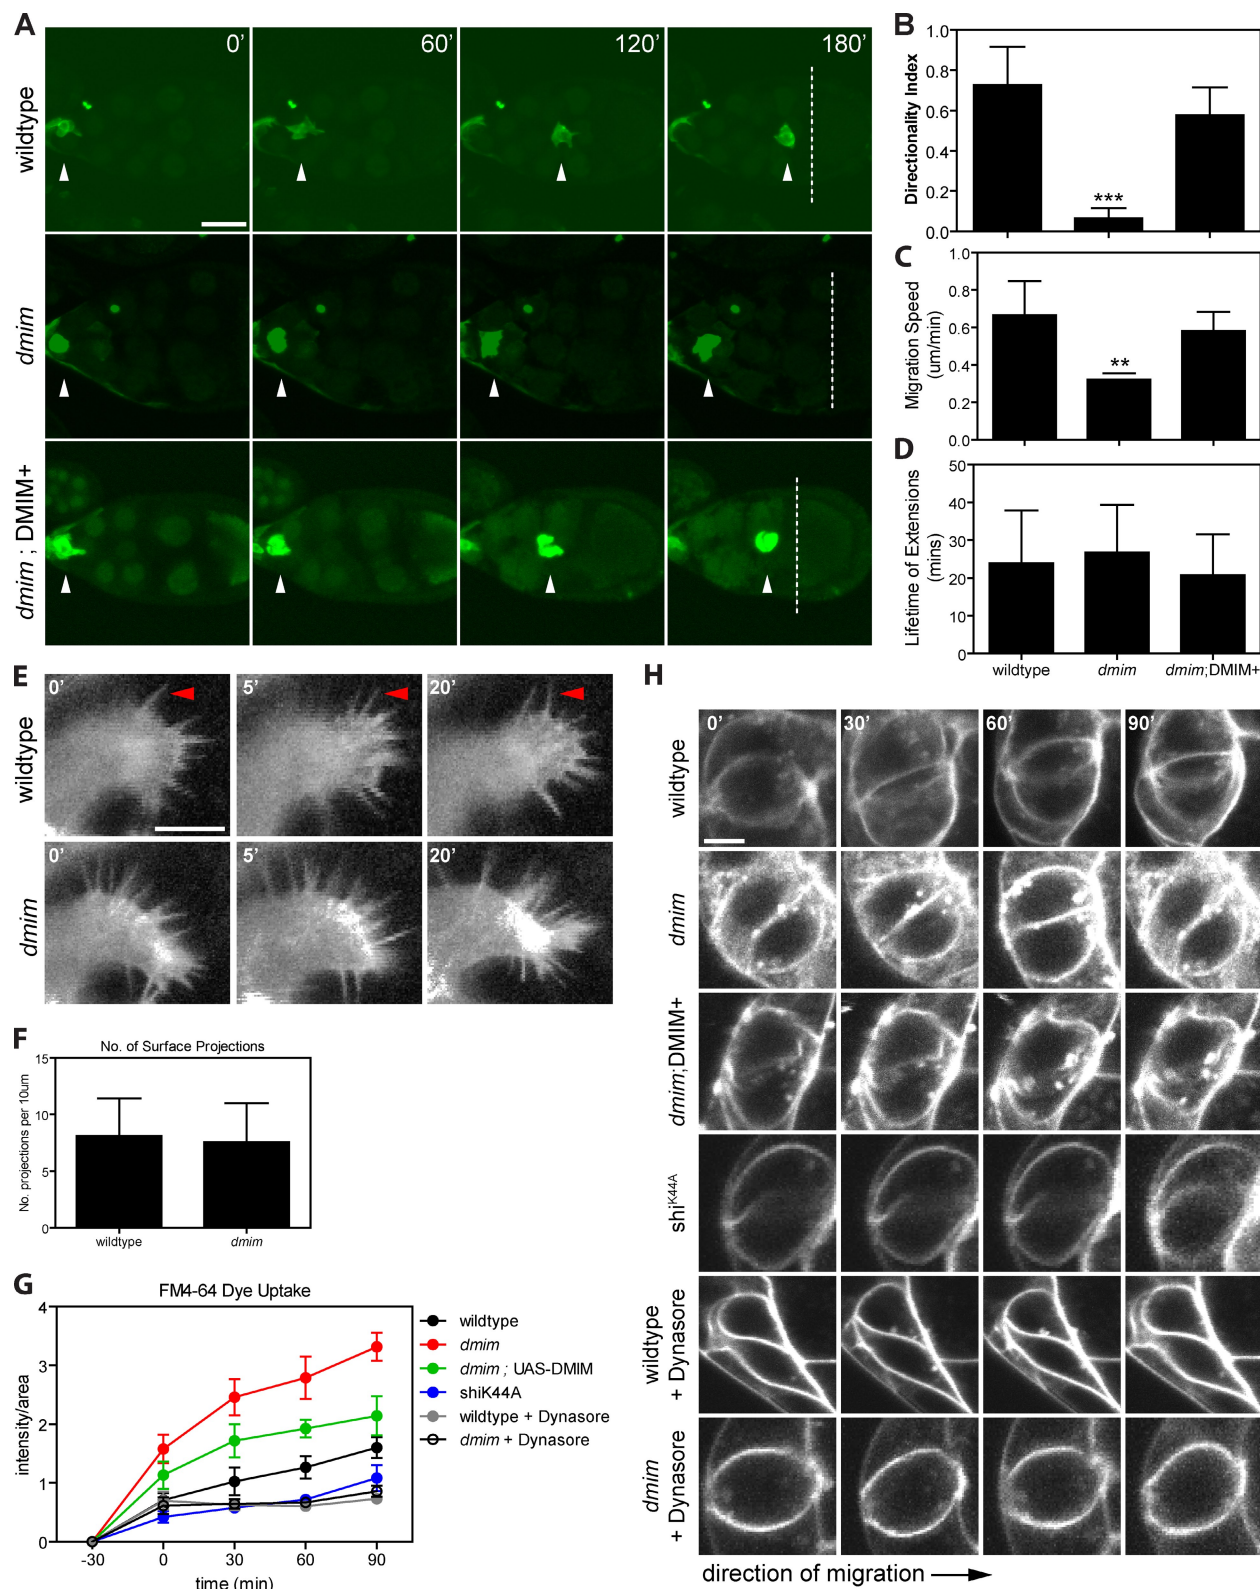 A
0’
60’
120’
180’
wildtype
dmim
dmim ; DMIM+
B
Directionality Index
1.0
0.8
0.6
0.4
0.2
0.0
***
C
Migration Speed
(um/min)
1.0
0.8
0.6
0.4
0.2
0.0
**
D
Lifetime of Extensions
(mins)
50
40
30
20
10
0
wildtype
dmim
dmim;DMIM+
E
wildtype
0’
5’
20’
dmim
0’
5’
20’
F
No. of Surface Projections
No. projections per 10um
15
10
5
0
wildtype
dmim
G
FM4-64 Dye Uptake
intensity/area
4
3
2
1
0
-30
0
30
60
90
time (min)
wildtype
dmim
dmim ; UAS-DMIM
shiK44A
wildtype + Dynasore
dmim + Dynasore
H
0’
30’
60’
90’
wildtype
dmim
dmim;DMIM+
shiK44A
wildtype
+ Dynasore
dmim
+ Dynasore
direction of migration